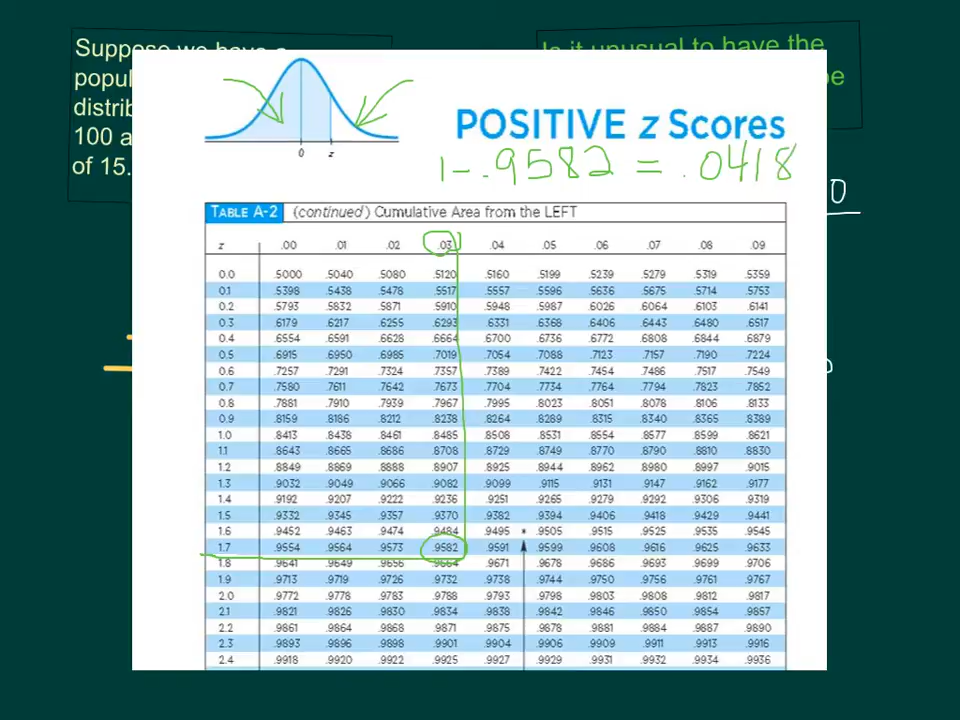 Suppose we have a
Is it unusual to have the
popul
be
distrib
100 a
of 15.
0 z
POSITIVE z Scores
1 - .9582 = .0418
0
TABLE A-2 (continued) Cumulative Area from the LEFT
z .00 .01 .02 .03 .04 .05 .06 .07 .08 .09
0.0 .5000 .5040 .5080 .5120 .5160 .5199 .5239 .5279 .5319 .5359
0.1 .5398 .5438 .5478 .5517 .5557 .5596 .5636 .5675 .5714 .5753
0.2 .5793 .5832 .5871 .5910 .5948 .5987 .6026 .6064 .6103 .6141
0.3 .6179 .6217 .6255 .6293 .6331 .6368 .6406 .6443 .6480 .6517
0.4 .6554 .6591 .6628 .6664 .6700 .6736 .6772 .6808 .6844 .6879
0.5 .6915 .6950 .6985 .7019 .7054 .7088 .7123 .7157 .7190 .7224
0.6 .7257 .7291 .7324 .7357 .7389 .7422 .7454 .7486 .7517 .7549
0.7 .7580 .7611 .7642 .7673 .7704 .7734 .7764 .7794 .7823 .7852
0.8 .7881 .7910 .7939 .7967 .7995 .8023 .8051 .8078 .8106 .8133
0.9 .8159 .8186 .8212 .8238 .8264 .8289 .8315 .8340 .8365 .8389
1.0 .8413 .8438 .8461 .8485 .8508 .8531 .8554 .8577 .8599 .8621
1.1 .8643 .8665 .8686 .8708 .8729 .8749 .8770 .8790 .8810 .8830
1.2 .8849 .8869 .8888 .8907 .8925 .8944 .8962 .8980 .8997 .9015
1.3 .9032 .9049 .9066 .9082 .9099 .9115 .9131 .9147 .9162 .9177
1.4 .9192 .9207 .9222 .9236 .9251 .9265 .9279 .9292 .9306 .9319
1.5 .9332 .9345 .9357 .9370 .9382 .9394 .9406 .9418 .9429 .9441
1.6 .9452 .9463 .9474 .9484 .9495 * .9505 .9515 .9525 .9535 .9545
1.7 .9554 .9564 .9573 .9582 .9591 .9599 .9608 .9616 .9625 .9633
1.8 .9641 .9649 .9656 .9664 .9671 .9678 .9686 .9693 .9699 .9706
1.9 .9713 .9719 .9726 .9732 .9738 .9744 .9750 .9756 .9761 .9767
2.0 .9772 .9778 .9783 .9788 .9793 .9798 .9803 .9808 .9812 .9817
2.1 .9821 .9826 .9830 .9834 .9838 .9842 .9846 .9850 .9854 .9857
2.2 .9861 .9864 .9868 .9871 .9875 .9878 .9881 .9884 .9887 .9890
2.3 .9893 .9896 .9898 .9901 .9904 .9906 .9909 .9911 .9913 .9916
2.4 .9918 .9920 .9922 .9925 .9927 .9929 .9931 .9932 .9934 .9936